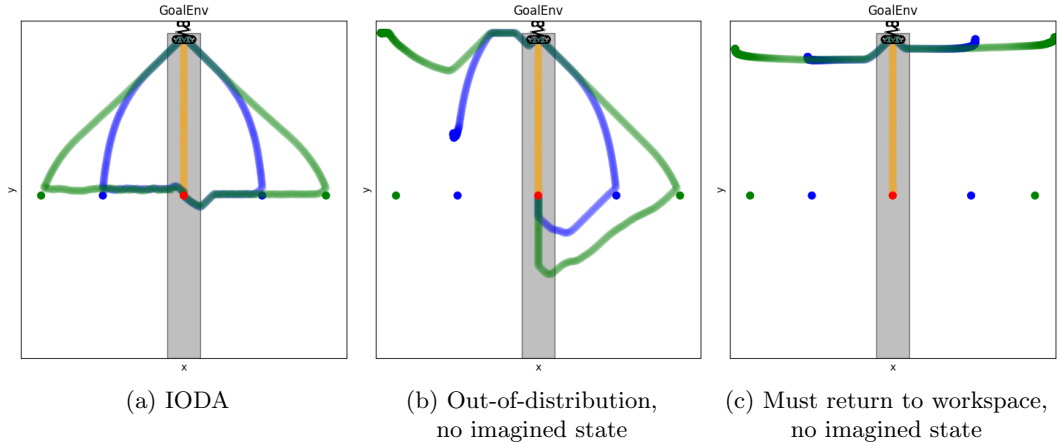 GoalEnv
GoalEnv
GoalEnv
y
y
y
x
x
x
(a) IODA
(b) Out-of-distribution,
no imagined state
(c) Must return to workspace,
no imagined state